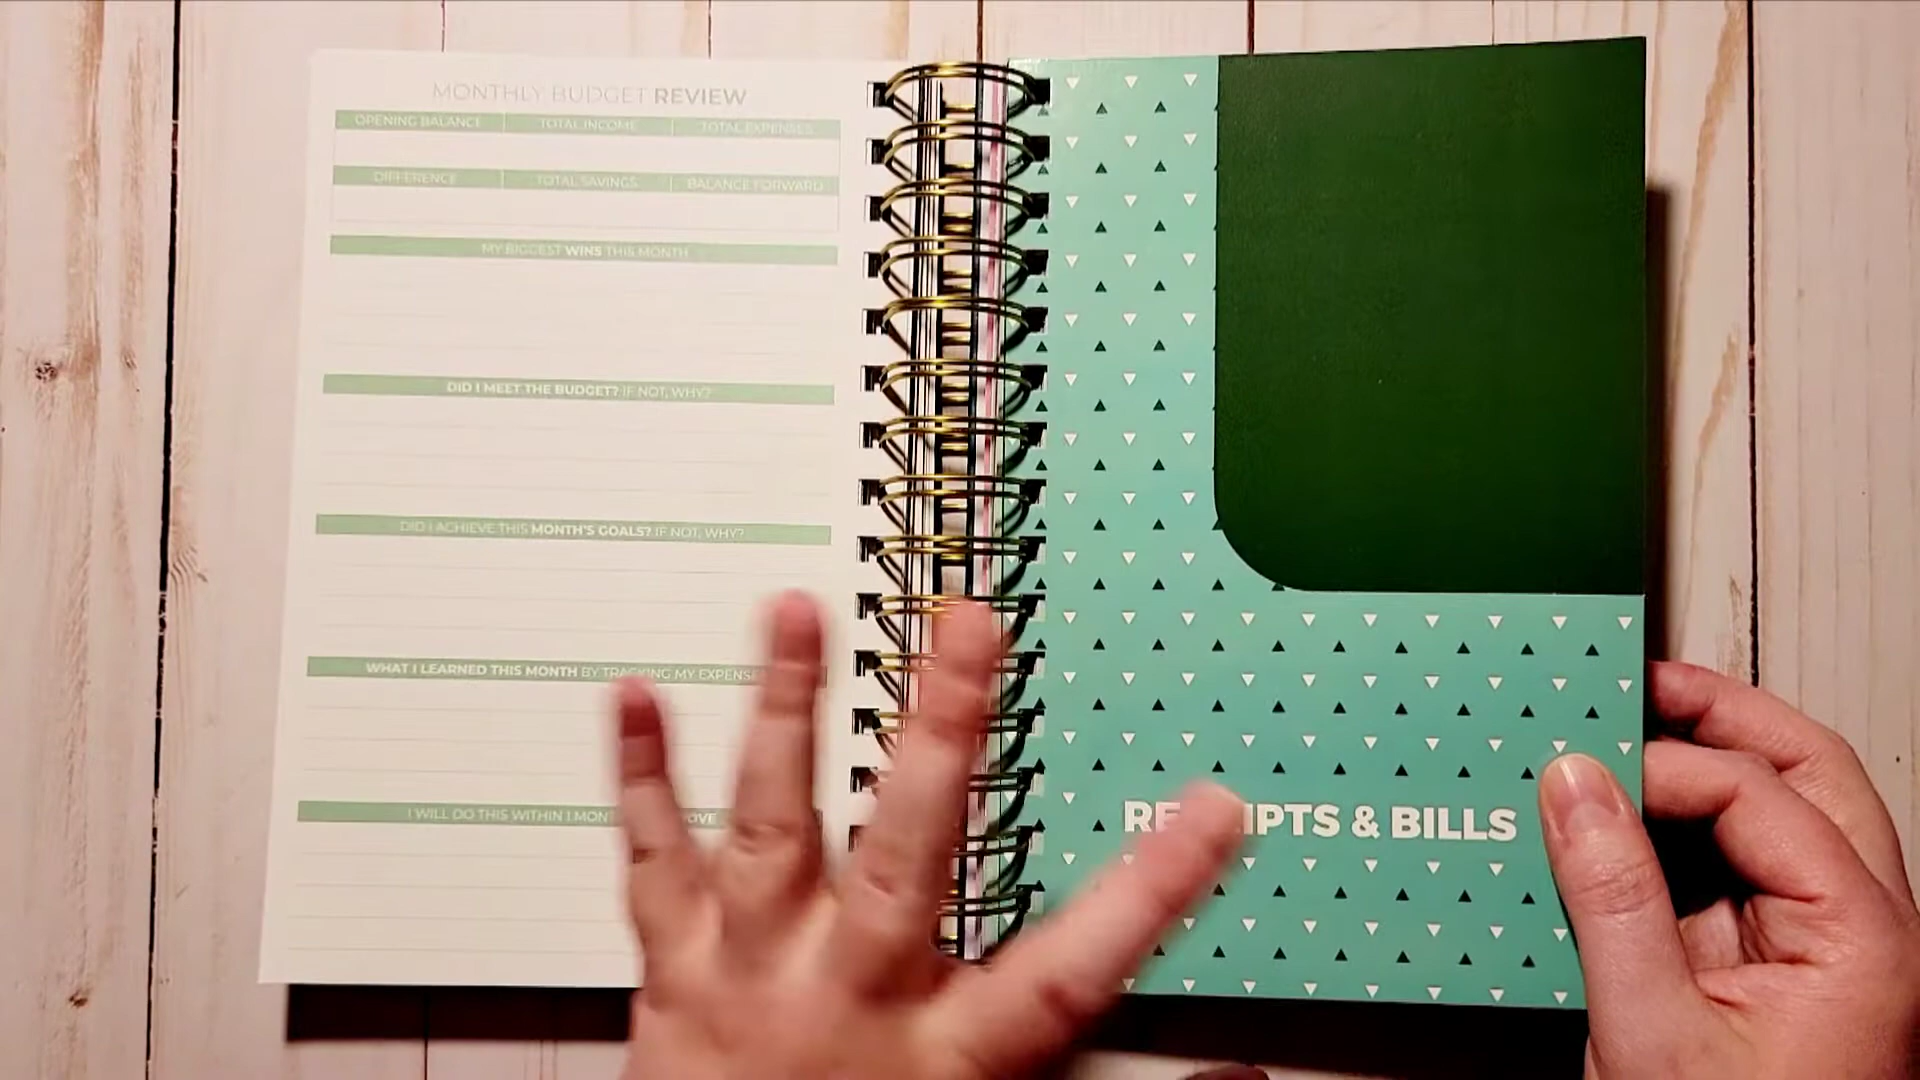 MONTHLY BUDGET REVIEW
OPENING BALANCE TOTAL INCOME TOTAL EXPENSES
DIFFERENCE TOTAL SAVINGS BALANCE FORWARD
MY BIGGEST WINS THIS MONTH
DID I MEET THE BUDGET? IF NOT, WHY?
DID I ACHIEVE THIS MONTH'S GOALS? IF NOT, WHY?
WHAT I LEARNED THIS MONTH BY TRACKING MY
I WILL DO THIS WITHIN 1
& BILLS